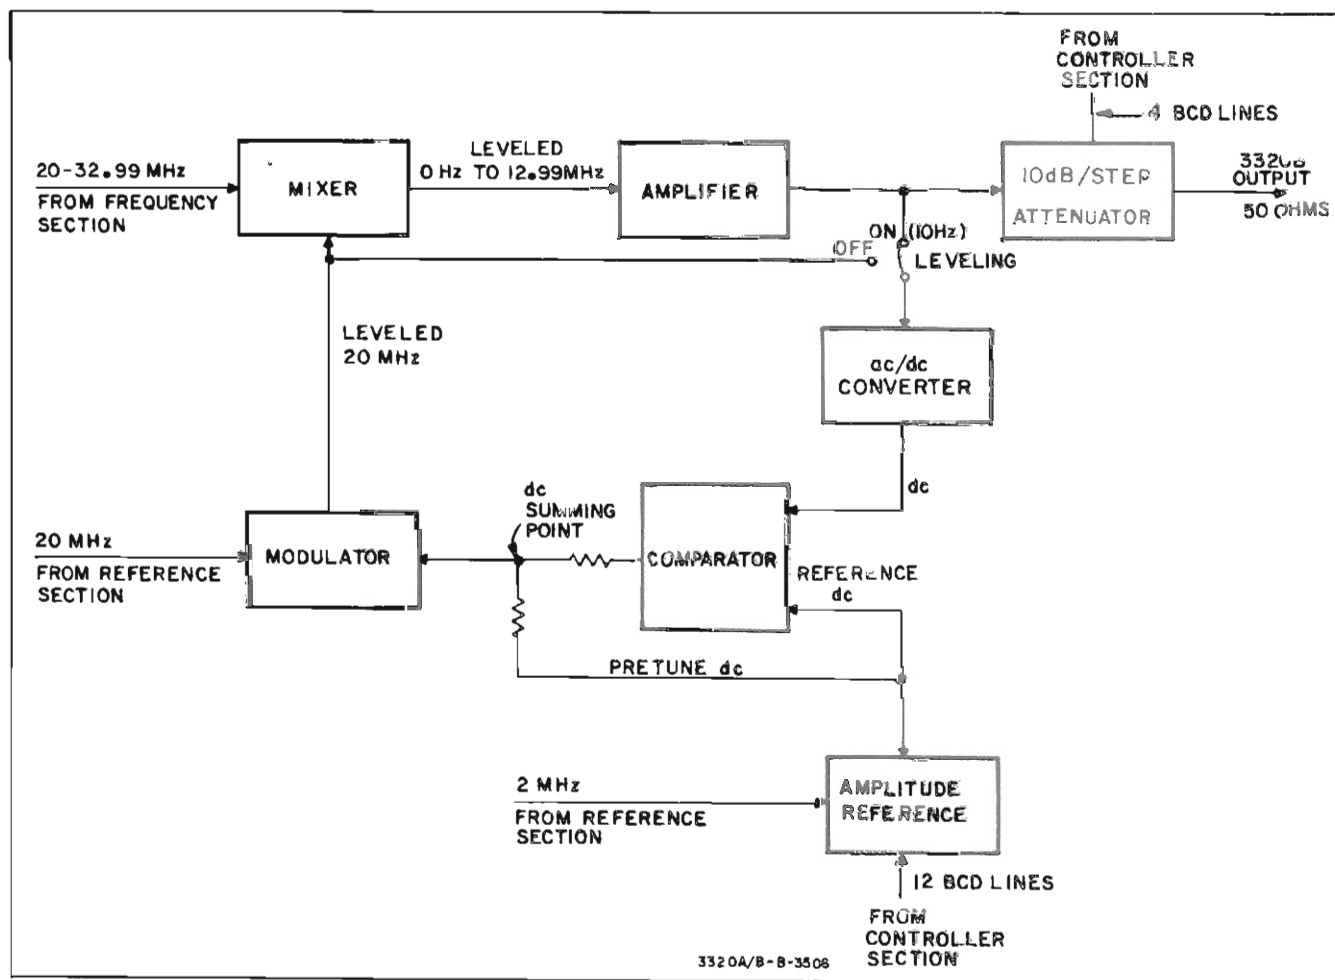 FROM
CONTROLLER
SECTION
4 BCD LINES
20-32.99 MHz
FROM FREQUENCY
SECTION
MIXER
LEVELED
0 Hz TO 12.99MHz
AMPLIFIER
10dB/STEP
ATTENUATOR
3320B
OUTPUT
50 OHMS
OFF
ON (10Hz)
LEVELING
LEVELED
20 MHz
ac/dc
CONVERTER
dc
dc
SUMMING
POINT
20 MHz
FROM REFERENCE
SECTION
MODULATOR
COMPARATOR
REFERENCE
dc
PRETUNE dc
2 MHz
FROM REFERENCE
SECTION
AMPLITUDE
REFERENCE
12 BCD LINES
FROM
CONTROLLER
SECTION
3320A/B-B-3506